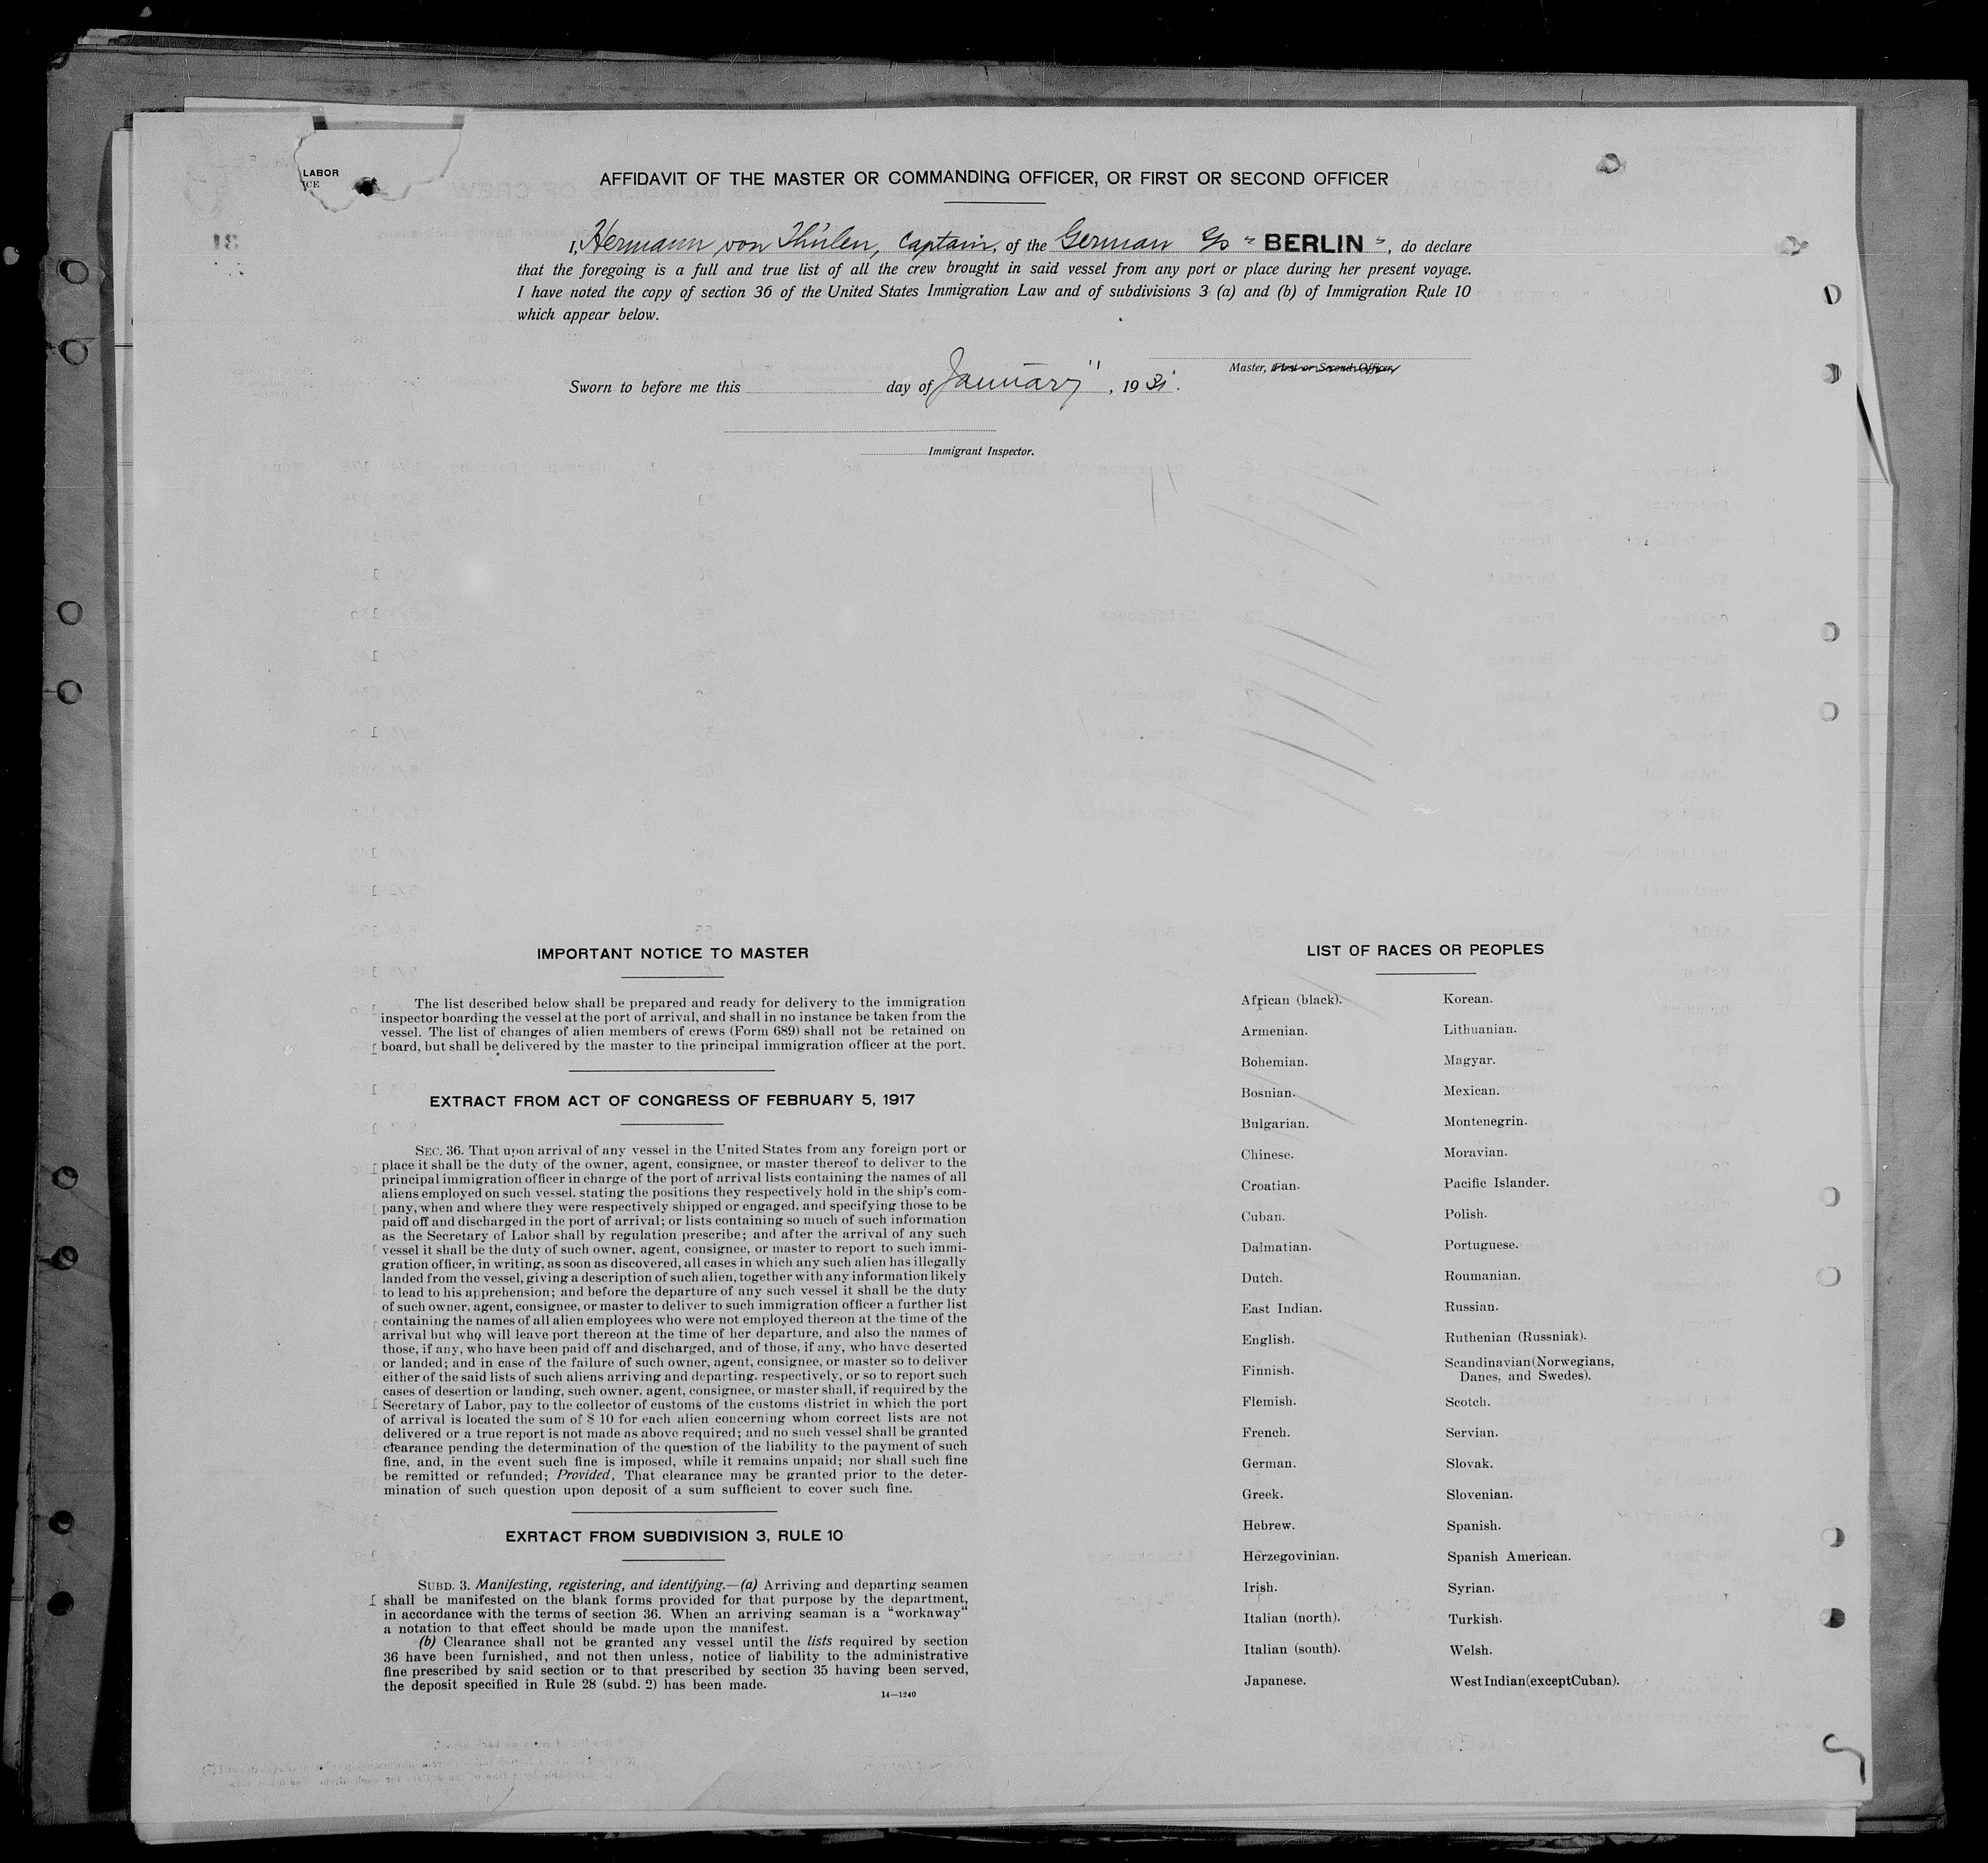 LABOR
ICE
AFFIDAVIT OF THE MASTER OR COMMANDING OFFICER, OR FIRST OR SECOND OFFICER
I, Hermann von Thülen, Captain, of the German S/S "BERLIN", do declare
that the foregoing is a full and true list of all the crew brought in said vessel from any port or place during her present voyage.
I have noted the copy of section 36 of the United States Immigration Law and of subdivisions 3 (a) and (b) of Immigration Rule 10
which appear below.
Master, First or Second Officer.
Sworn to before me this day of January, 1931.
Immigrant Inspector.
IMPORTANT NOTICE TO MASTER
The list described below shall be prepared and ready for delivery to the immigration
inspector boarding the vessel at the port of arrival, and shall in no instance be taken from the
vessel. The list of changes of alien members of crews (Form 689) shall not be retained on
board, but shall be delivered by the master to the principal immigration officer at the port.
EXTRACT FROM ACT OF CONGRESS OF FEBRUARY 5, 1917
SEC. 36. That upon arrival of any vessel in the United States from any foreign port or
place it shall be the duty of the owner, agent, consignee, or master thereof to deliver to the
principal immigration officer in charge of the port of arrival lists containing the names of all
aliens employed on such vessel, stating the positions they respectively hold in the ship's com-
pany, when and where they were respectively shipped or engaged, and specifying those to be
paid off and discharged in the port of arrival; or lists containing so much of such information
as the Secretary of Labor shall by regulation prescribe; and after the arrival of any such
vessel it shall be the duty of such owner, agent, consignee, or master to report to such immi-
gration officer, in writing, as soon as discovered, all cases in which any such alien has illegally
landed from the vessel, giving a description of such alien, together with any information likely
to lead to his apprehension; and before the departure of any such vessel it shall be the duty
of such owner, agent, consignee, or master to deliver to such immigration officer a further list
containing the names of all alien employees who were not employed thereon at the time of the
arrival but who will leave port thereon at the time of her departure, and also the names of
those, if any, who have been paid off and discharged, and of those, if any, who have deserted
or landed; and in case of the failure of such owner, agent, consignee, or master so to deliver
either of the said lists of such aliens arriving and departing, respectively, or so to report such
cases of desertion or landing, such owner, agent, consignee, or master shall, if required by the
Secretary of Labor, pay to the collector of customs of the customs district in which the port
of arrival is located the sum of $ 10 for each alien concerning whom correct lists are not
delivered or a true report is not made as above required; and no such vessel shall be granted
clearance pending the determination of the question of the liability to the payment of such
fine, and, in the event such fine is imposed, while it remains unpaid; nor shall such fine
be remitted or refunded; Provided, That clearance may be granted prior to the deter-
mination of such question upon deposit of a sum sufficient to cover such fine.
EXRTACT FROM SUBDIVISION 3, RULE 10
SUBD. 3. Manifesting, registering, and identifying.—(a) Arriving and departing seamen
shall be manifested on the blank forms provided for that purpose by the department,
in accordance with the terms of section 36. When an arriving seaman is a "workaway"
a notation to that effect should be made upon the manifest.
(b) Clearance shall not be granted any vessel until the lists required by section
36 have been furnished, and not then unless, notice of liability to the administrative
fine prescribed by said section or to that prescribed by section 35 having been served,
the deposit specified in Rule 28 (subd. 2) has been made.
14—1240
LIST OF RACES OR PEOPLES
African (black).
Armenian.
Bohemian.
Bosnian.
Bulgarian.
Chinese.
Croatian.
Cuban.
Dalmatian.
Dutch.
East Indian.
English.
Finnish.
Flemish.
French.
German.
Greek.
Hebrew.
Herzegovinian.
Irish.
Italian (north).
Italian (south).
Japanese.
Korean.
Lithuanian.
Magyar.
Mexican.
Montenegrin.
Moravian.
Pacific Islander.
Polish.
Portuguese.
Roumanian.
Russian.
Ruthenian (Russniak).
Scandinavian (Norwegians,
Danes, and Swedes).
Scotch.
Servian.
Slovak.
Slovenian.
Spanish.
Spanish American.
Syrian.
Turkish.
Welsh.
West Indian (except Cuban).